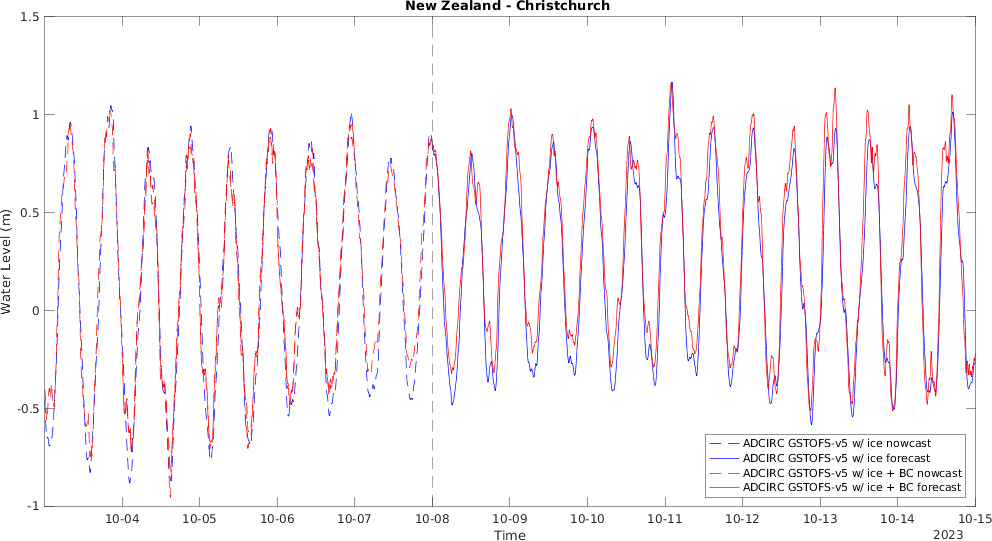 New Zealand - Christchurch
1.5
1
0.5
0
-0.5
-1
Water Level (m)
ADCIRC GSTOFS-v5 w/ ice nowcast
ADCIRC GSTOFS-v5 w/ ice forecast
ADCIRC GSTOFS-v5 w/ ice + BC nowcast
ADCIRC GSTOFS-v5 w/ ice + BC forecast
10-04 10-05 10-06 10-07 10-08 10-09 10-10 10-11 10-12 10-13 10-14 10-15
Time
2023